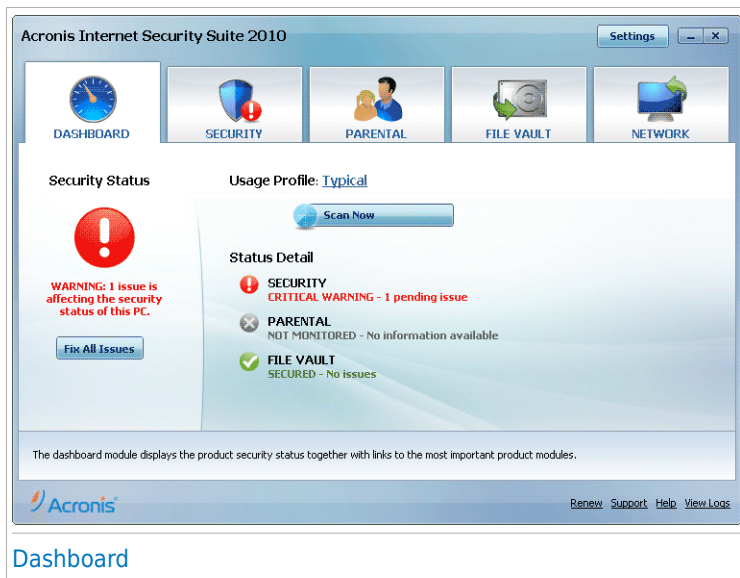 Acronis Internet Security Suite 2010
Settings
DASHBOARD
SECURITY
PARENTAL
FILE VAULT
NETWORK
Security Status
WARNING: 1 issue is
affecting the security
status of this PC.
Fix All Issues
Usage Profile: Typical
Scan Now
Status Detail
SECURITY
CRITICAL WARNING - 1 pending issue
PARENTAL
NOT MONITORED - No information available
FILE VAULT
SECURED - No issues
The dashboard module displays the product security status together with links to the most important product modules.
Acronis
Renew Support Help View Logs
Dashboard